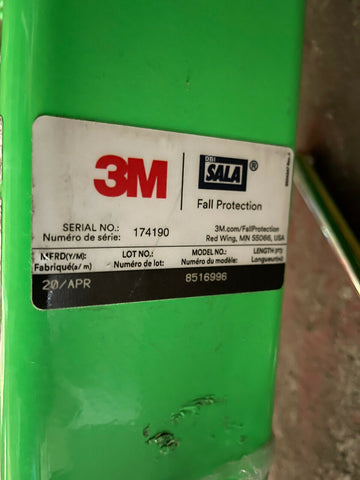 3M
DBI
SALA®
Fall Protection
SERIAL NO.: 174190
Numéro de série:
3M.com/FallProtection
Red Wing, MN 55066, USA
MFRD(Y/M): LOT NO.: MODEL NO.: LENGTH
Fabriqué(a/m) Numéro de lot: Numéro du modèle:
20/APR 8516996